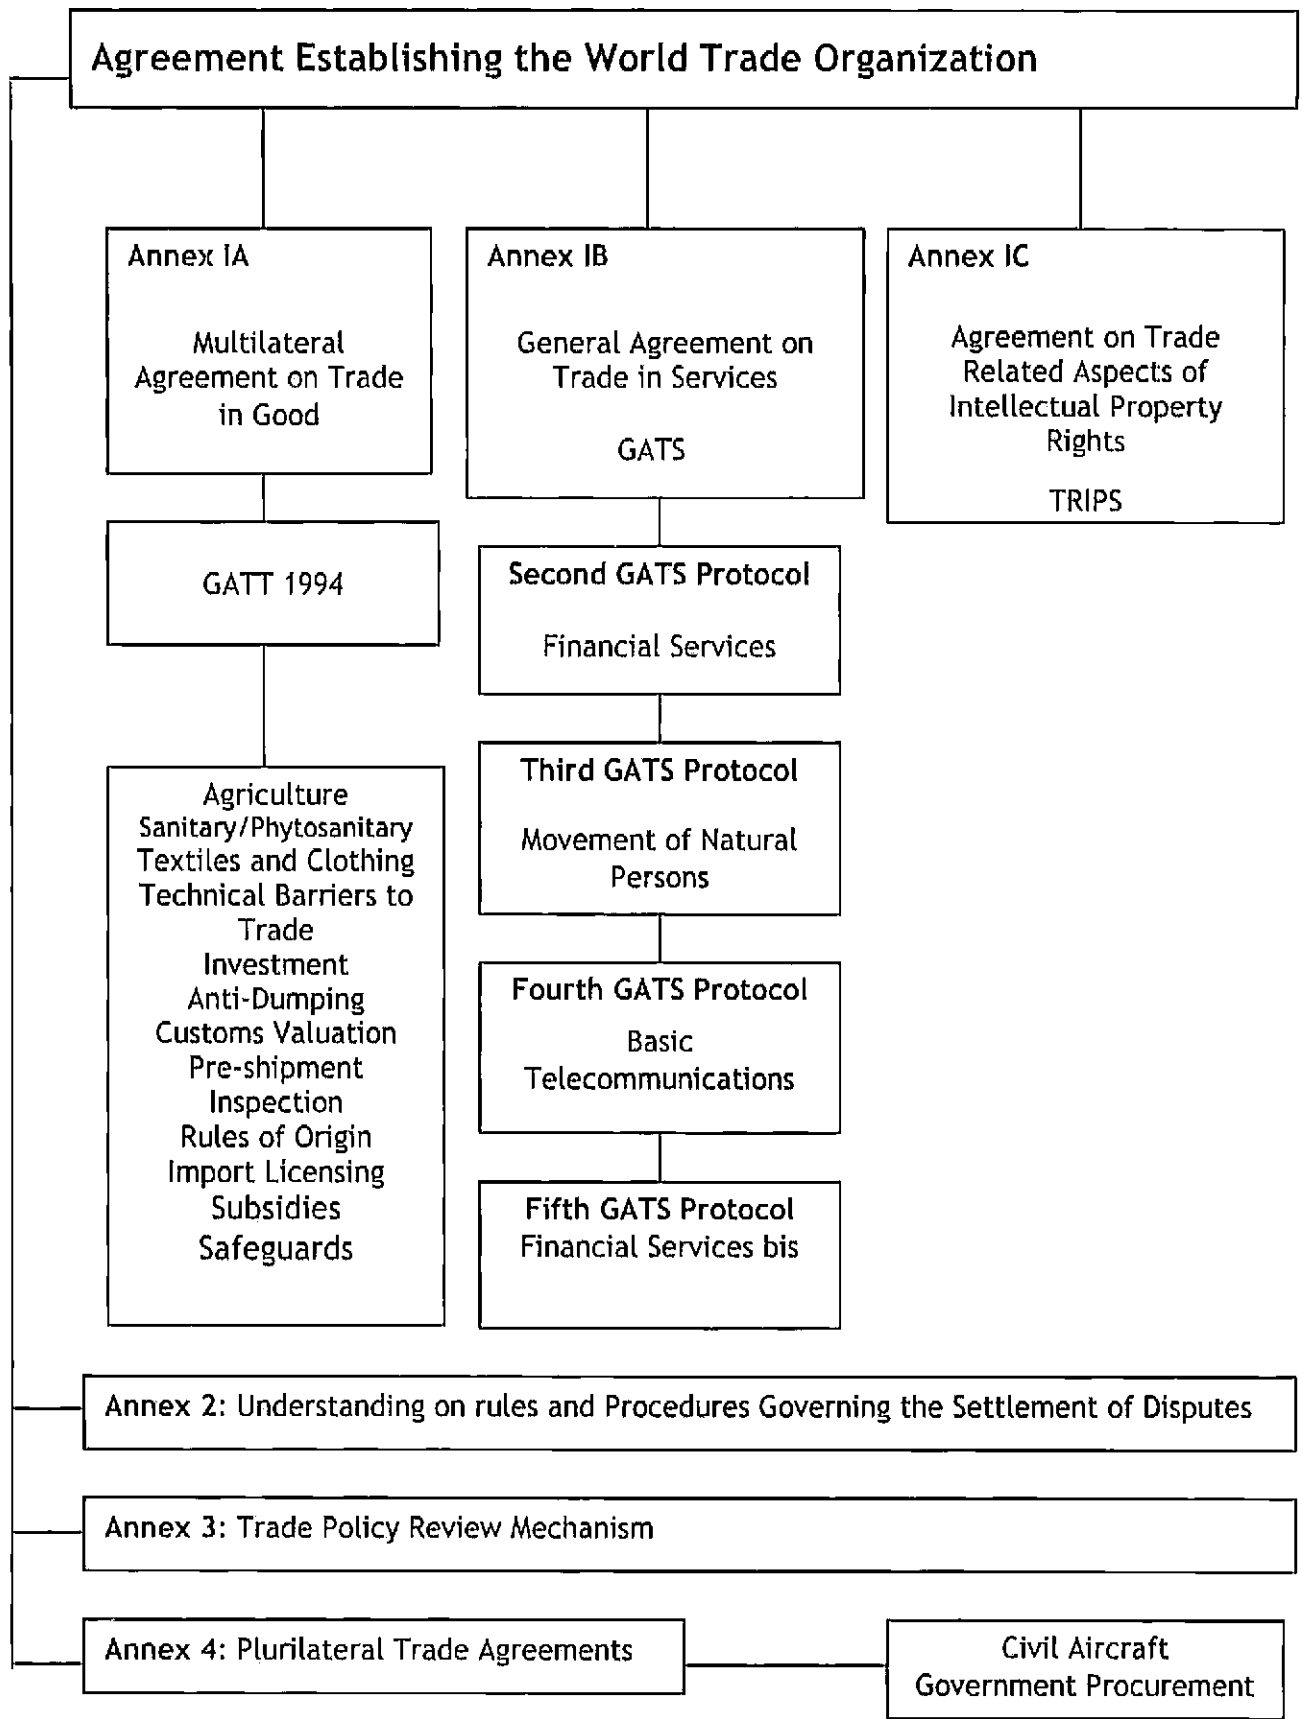 Agreement Establishing the World Trade Organization
Annex IA
Multilateral
Agreement on Trade
in Good
GATT 1994
Agriculture
Sanitary/Phytosanitary
Textiles and Clothing
Technical Barriers to
Trade
Investment
Anti-Dumping
Customs Valuation
Pre-shipment
Inspection
Rules of Origin
Import Licensing
Subsidies
Safeguards
Annex IB
General Agreement on
Trade in Services
GATS
Second GATS Protocol
Financial Services
Third GATS Protocol
Movement of Natural
Persons
Fourth GATS Protocol
Basic
Telecommunications
Fifth GATS Protocol
Financial Services bis
Annex IC
Agreement on Trade
Related Aspects of
Intellectual Property
Rights
TRIPS
Annex 2: Understanding on rules and Procedures Governing the Settlement of Disputes
Annex 3: Trade Policy Review Mechanism
Annex 4: Plurilateral Trade Agreements
Civil Aircraft
Government Procurement